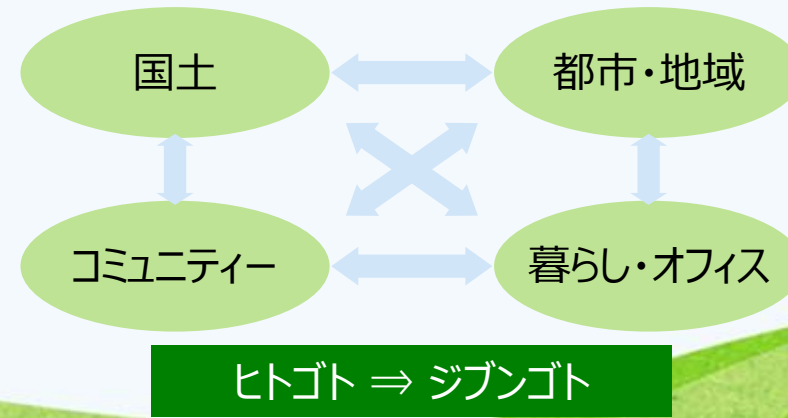 国土
都市・地域
コミュニティー
暮らし・オフィス
ヒトゴト ⇒ ジブンゴト